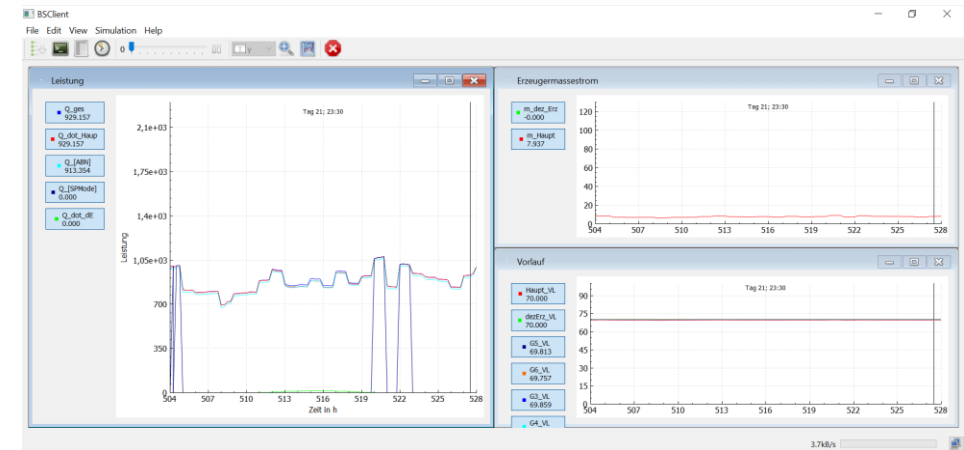 BSClient
File Edit View Simulation Help
0
y
Leistung
Q_ges
929.157
Q_dot_Haup
929.157
Q_[ABN]
913.354
Q_[SPMode]
0.000
Q_dot_dE
0.000
Tag 21; 23:30
2,1e+03
1,75e+03
1,4e+03
1,05e+03
700
350
0
Leistung
504 507 510 513 516 519 522 525 528
Zeit in h
Erzeugermassestrom
m_dez_Erz
-0.000
m_Haupt
7.937
Tag 21; 23:30
120
100
80
60
40
20
0
504 507 510 513 516 519 522 525 528
Vorlauf
Haupt_VL
70.000
dezErz_VL
70.000
G5_VL
69.813
G6_VL
69.757
G3_VL
69.859
G4_VL
Tag 21; 23:30
90
75
60
45
30
15
0
504 507 510 513 516 519 522 525 528
3.7kB/s